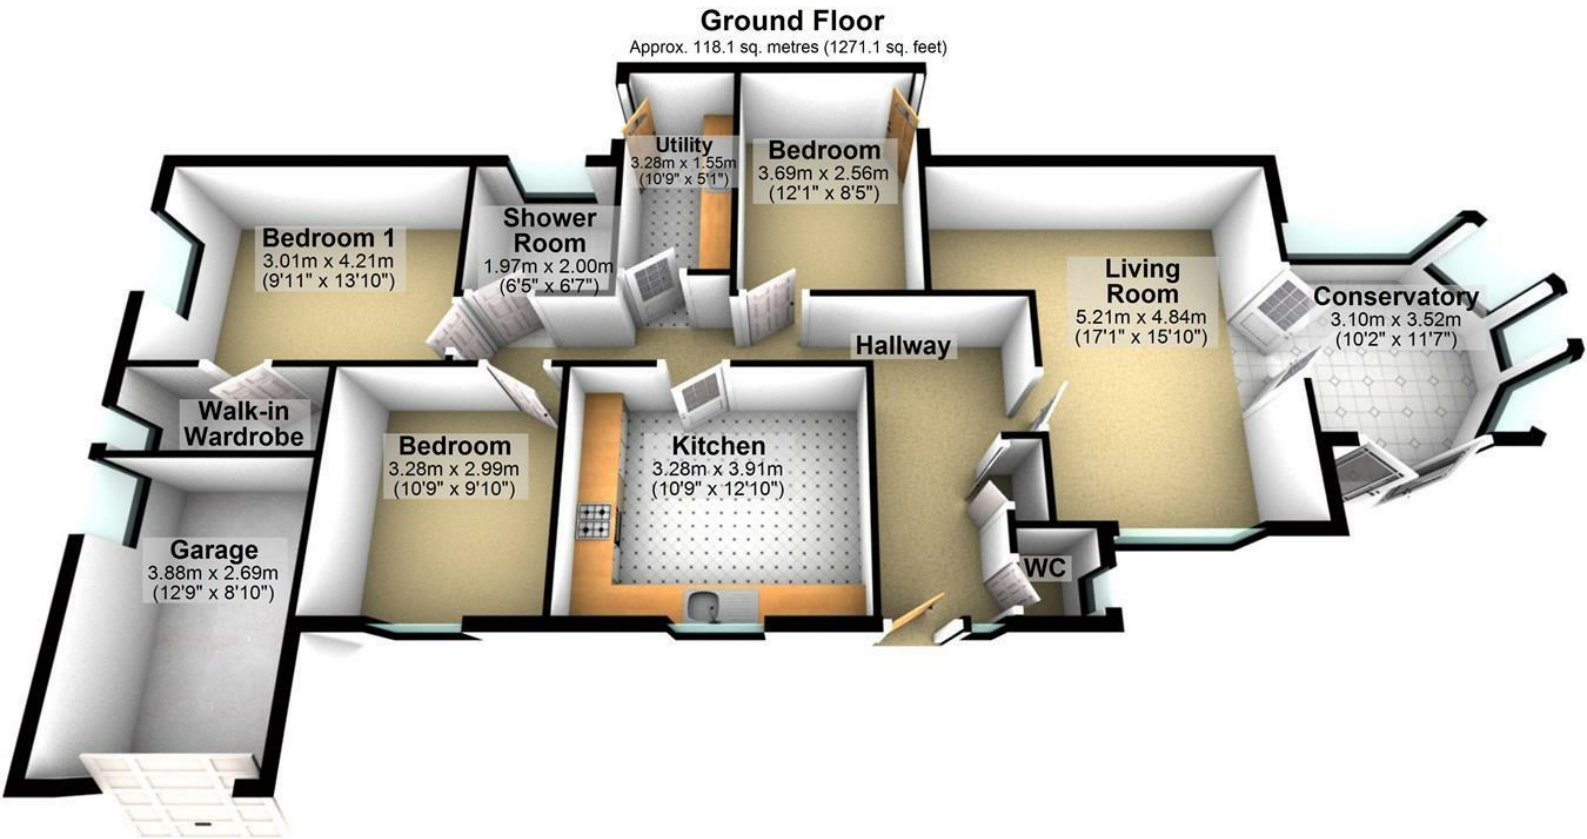 Ground Floor
Approx. 118.1 sq. metres (1271.1 sq. feet)
Utility
3.28m x 1.55m
(10'9" x 5'1")
Bedroom
3.69m x 2.56m
(12'1" x 8'5")
Shower
Room
1.97m x 2.00m
(6'5" x 6'7")
Bedroom 1
3.01m x 4.21m
(9'11" x 13'10")
Living
Room
5.21m x 4.84m
(17'1" x 15'10")
Conservatory
3.10m x 3.52m
(10'2" x 11'7")
Hallway
Walk-in
Wardrobe
Bedroom
3.28m x 2.99m
(10'9" x 9'10")
Kitchen
3.28m x 3.91m
(10'9" x 12'10")
Garage
3.88m x 2.69m
(12'9" x 8'10")
WC